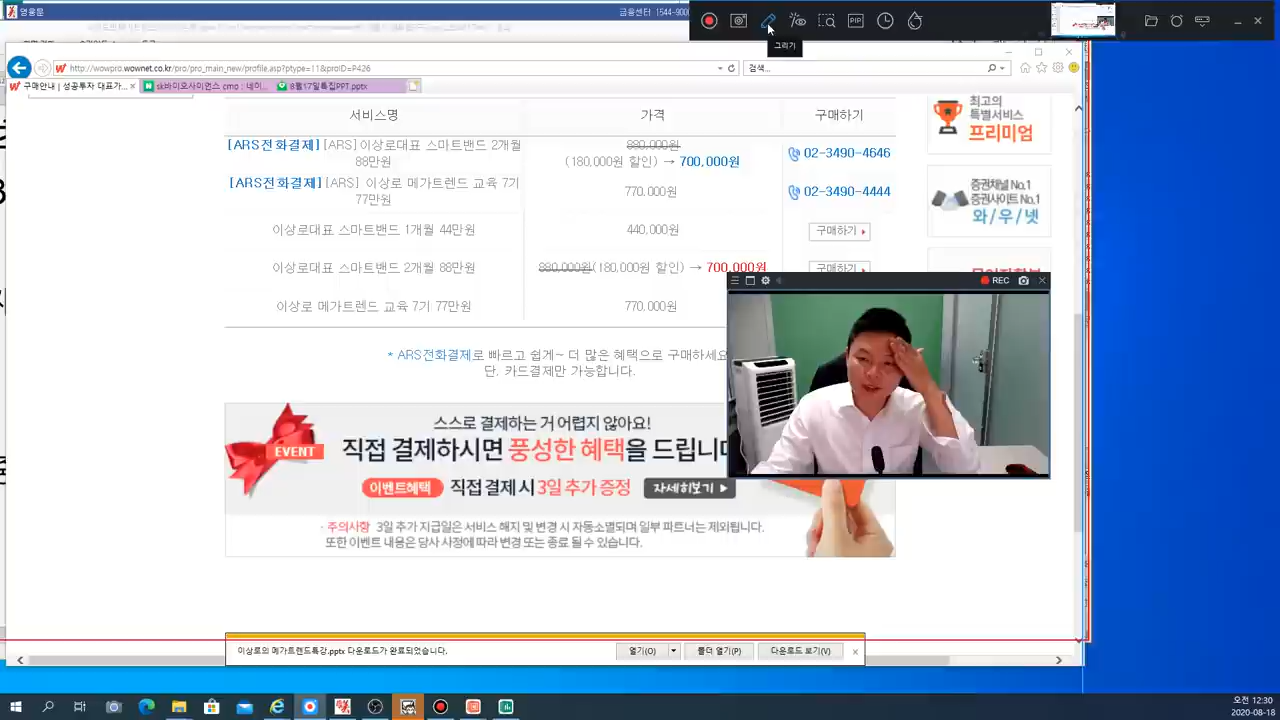 영웅문
금융센터: 1544-9000
그리기
http://wowpro.wownet.co.kr/pro/pro_main_new/profile.asp?ptype=11&proID=P426
검색...
구매안내 | 성공투자 대표가...
sk바이오사이언스 cmo : 네이...
8월17일특집PPT.pptx
서비스명
가격
구매하기
[ARS전화결제] [ARS] 이상로대표 스마트밴드 2개월
88만원
880,000원
(180,000원 할인) → 700,000원
02-3490-4646
[ARS전화결제] [ARS] 이상로 메가트렌드 교육 7기
77만원
770,000원
02-3490-4444
이상로대표 스마트밴드 1개월 44만원
440,000원
구매하기
이상로대표 스마트밴드 2개월 88만원
880,000원(180,000원 할인) → 700,000원
구매하기
이상로 메가트렌드 교육 7기 77만원
770,000원
최고의
특별서비스
프리미엄
증권채널 No.1
증권사이트 No.1
와/우/넷
REC
* ARS전화결제로 빠르고 쉽게~ 더 많은 혜택으로 구매하세요
단. 카드결제만 가능합니다.
EVENT
스스로 결제하는 거 어렵지 않아요!
직접 결제하시면 풍성한 혜택을 드립니다
이벤트혜택 직접 결제 시 3일 추가 증정 자세히보기
· 주의사항 3일 추가 지급일은 서비스 해지 및 변경 시 자동소멸되며 일부 파트너는 제외됩니다.
또한 이벤트 내용은 당사 사정에 따라 변경 또는 종료 될 수 있습니다.
이상로의 메가트렌드특강.pptx 다운로드가 완료되었습니다.
열기(O)
폴더 열기(P)
다운로드 보기(V)
오전 12:30
2020-08-18